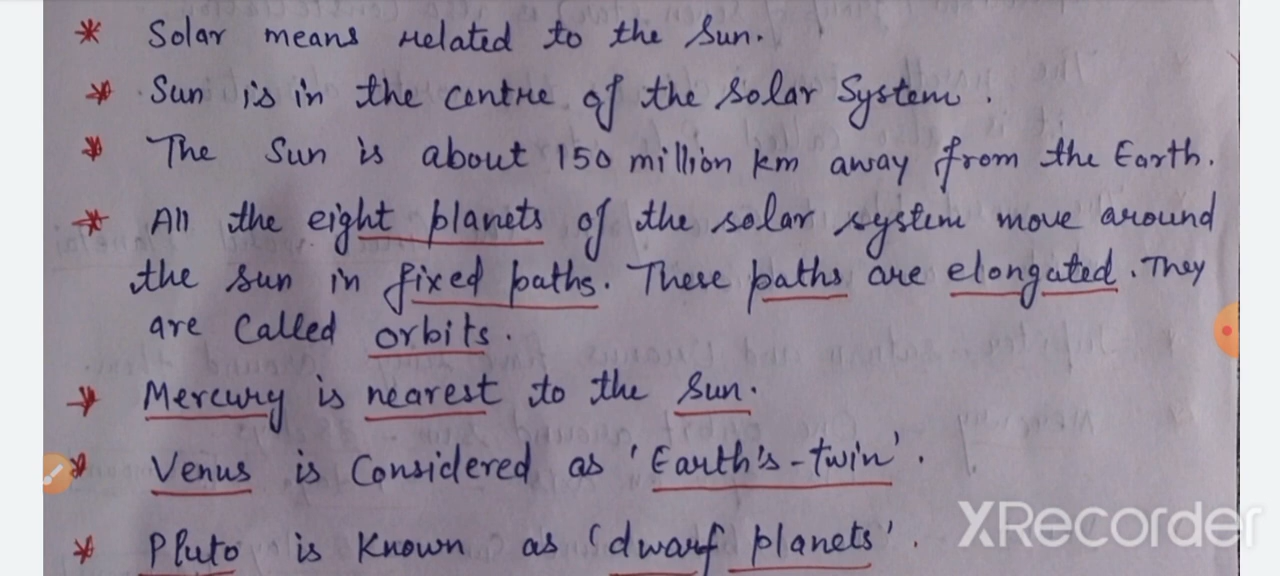 * Solar means related to the Sun.
* Sun is in the centre of the Solar System.
* The Sun is about 150 million km away from the Earth.
* All the eight planets of the solar system move around
the sun in fixed paths. These paths are elongated. They
are called orbits.
* Mercury is nearest to the Sun.
* Venus is Considered as 'Earth's-twin'.
* Pluto is Known as 'dwarf planets'.
XRecorder